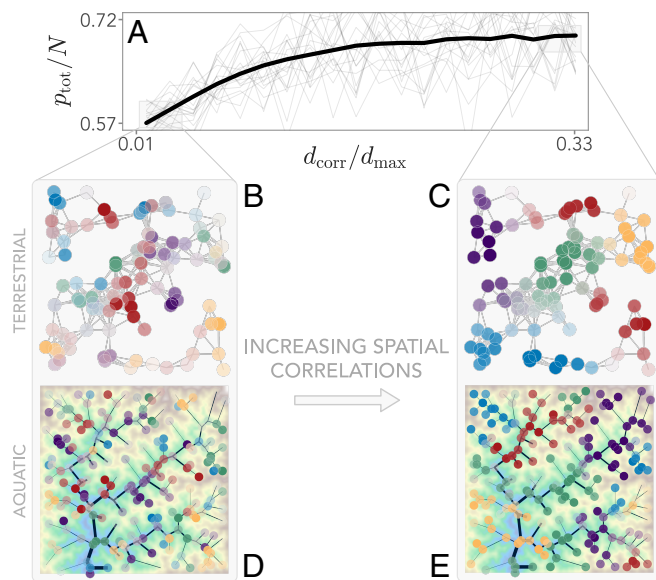 A
0.72
p_tot/N
0.57
0.01
d_corr/d_max
0.33
B
C
TERRESTRIAL
INCREASING SPATIAL
CORRELATIONS
AQUATIC
D
E